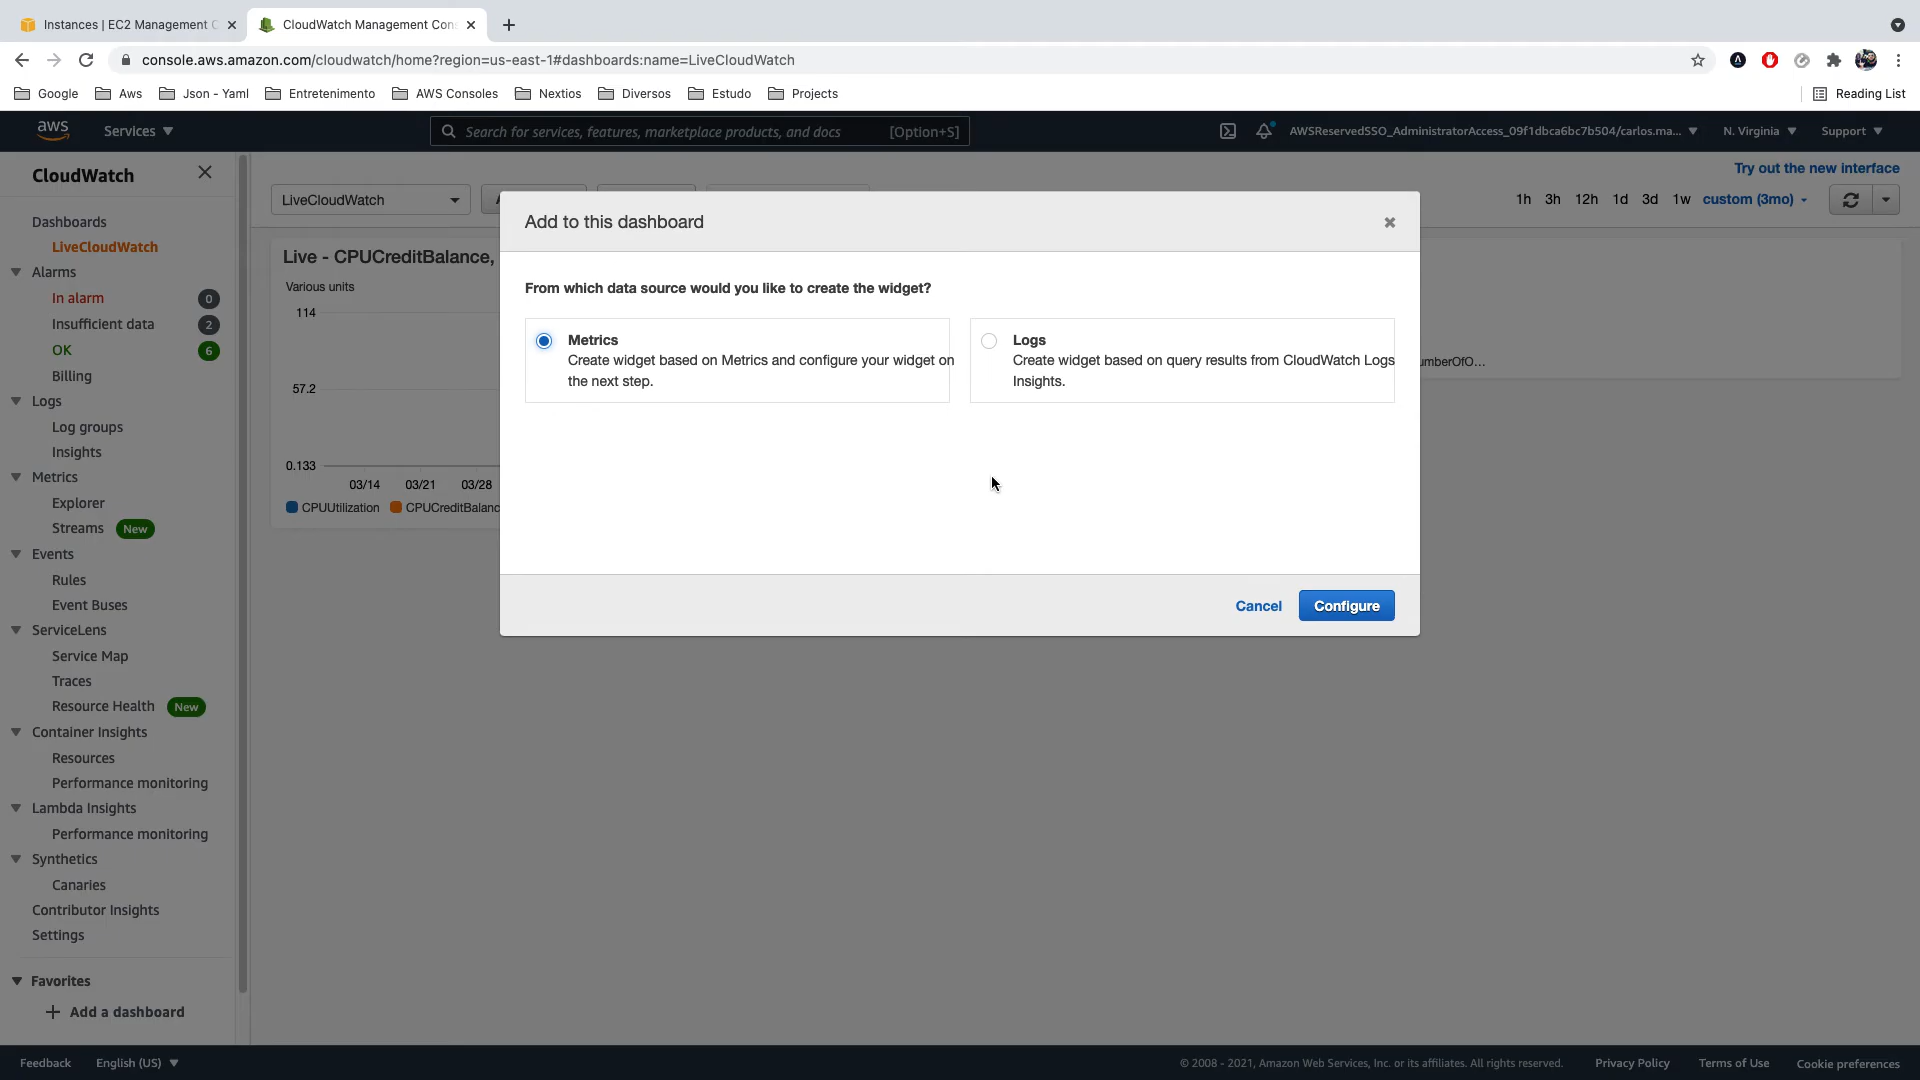 Instances | EC2 Management C
CloudWatch Management Con
console.aws.amazon.com/cloudwatch/home?region=us-east-1#dashboards:name=LiveCloudWatch
Google
Aws
Json - Yaml
Entretenimento
AWS Consoles
Nextios
Diversos
Estudo
Projects
Reading List
aws
Services
Search for services, features, marketplace products, and docs
[Option+S]
AWSReservedSSO_AdministratorAccess_09f1dbca6bc7b504/carlos.ma...
N. Virginia
Support
CloudWatch
Dashboards
LiveCloudWatch
Alarms
In alarm 0
Insufficient data 2
OK 6
Billing
Logs
Log groups
Insights
Metrics
Explorer
Streams New
Events
Rules
Event Buses
ServiceLens
Service Map
Traces
Resource Health New
Container Insights
Resources
Performance monitoring
Lambda Insights
Performance monitoring
Synthetics
Canaries
Contributor Insights
Settings
Favorites
Add a dashboard
Try out the new interface
LiveCloudWatch
1h 3h 12h 1d 3d 1w custom (3mo)
Live - CPUCreditBalance,
Various units
114
57.2
0.133
03/14 03/21 03/28
CPUUtilization CPUCreditBalanc
umberOfO...
Add to this dashboard
From which data source would you like to create the widget?
Metrics
Create widget based on Metrics and configure your widget on
the next step.
Logs
Create widget based on query results from CloudWatch Logs
Insights.
Cancel
Configure
Feedback
English (US)
© 2008 - 2021, Amazon Web Services, Inc. or its affiliates. All rights reserved.
Privacy Policy
Terms of Use
Cookie preferences